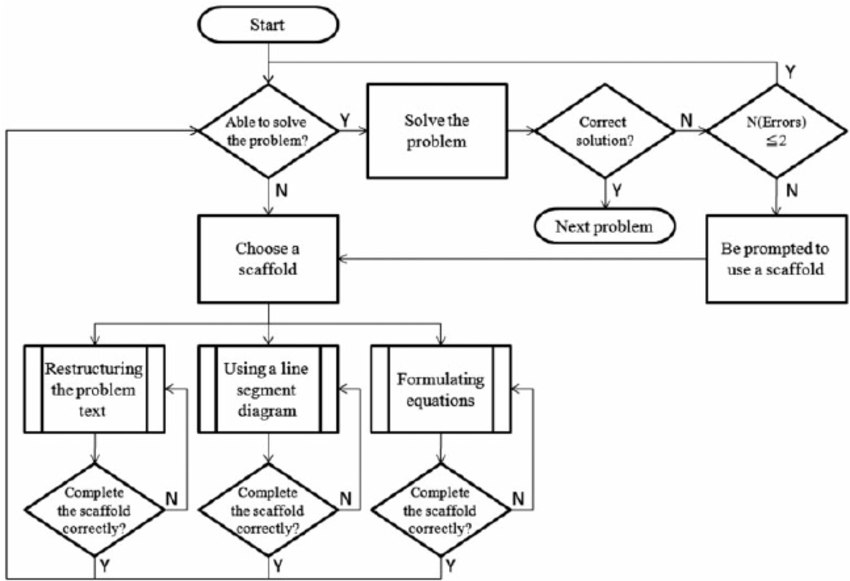 Start
Y
Able to solve
the problem?
Y
Solve the
problem
Correct
solution?
N
N(Errors)
≦2
N
Y
N
Next problem
Choose a
scaffold
Be prompted to
use a scaffold
Restructuring
the problem
text
Using a line
segment
diagram
Formulating
equations
Complete
the scaffold
correctly?
N
Complete
the scaffold
correctly?
N
Complete
the scaffold
correctly?
N
Y
Y
Y